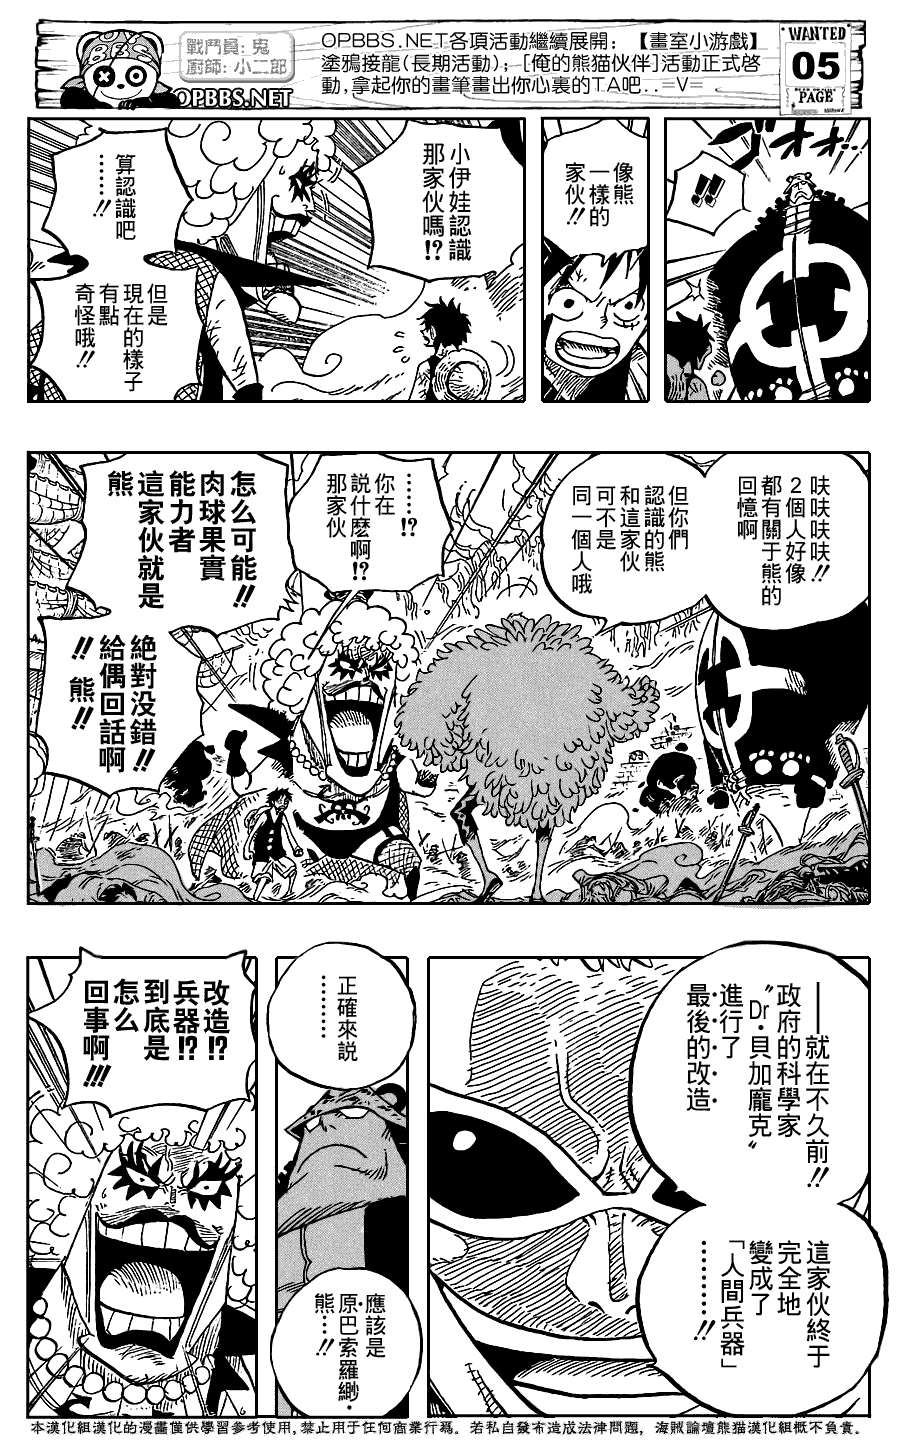 戰鬥員: 鬼
廚師: 小二郎
OPBBS.NET
OPBBS.NET各項活動繼續展開: 【畫室小游戲】
塗鴉接龍(長期活動); [俺的熊猫伙伴]活動正式啓
動,拿起你的畫筆畫出你心裏的TA吧..=V=
WANTED
05
PAGE
!!
ゴオォ…
像熊
一樣的
家伙!!
小伊娃認識
那家伙嗎!?
……
算認識吧
!!
但是
現在的樣子
有點
奇怪哦!!
呋呋呋呋!!
2個人好像
都有關于熊的
回憶啊
但你們
認識的熊
和這家伙
可不是
同一個人哦
……!?
你在
說什麽啊!?
那家伙
怎么可能!!
肉球果實
能力者
這家伙就是
熊
絕對没錯!!
給偶回話啊
!!熊!!
——就在不久前!!
政府的科學家
"Dr・貝加龐克"
進行了
最後的改造
這家伙終于
完全地
變成了
「人間兵器」
……!!
正確來說
……
應該是
原巴索羅繆・
熊……!!
改造!?
兵器!?
到底是
怎么
回事啊!!!
本漢化組漢化的漫畫僅供學習參考使用,禁止用于任何商業行爲。若私自發布造成法律問題,海賊論壇熊猫漢化組概不負責。